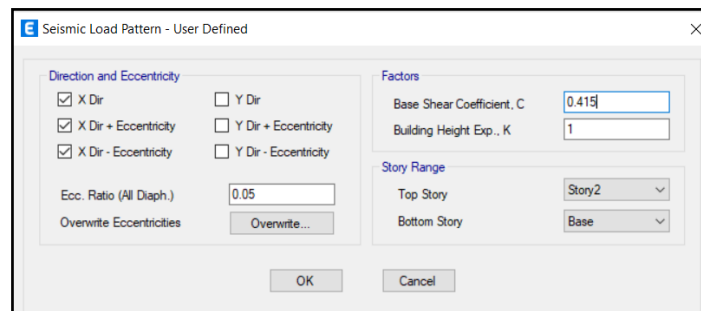 E Seismic Load Pattern - User Defined
Direction and Eccentricity
X Dir
Y Dir
X Dir + Eccentricity
Y Dir + Eccentricity
X Dir - Eccentricity
Y Dir - Eccentricity
Ecc. Ratio (All Diaph.)
0.05
Overwrite Eccentricities
Overwrite...
Factors
Base Shear Coefficient, C
0.415
Building Height Exp., K
1
Story Range
Top Story
Story2
Bottom Story
Base
OK
Cancel